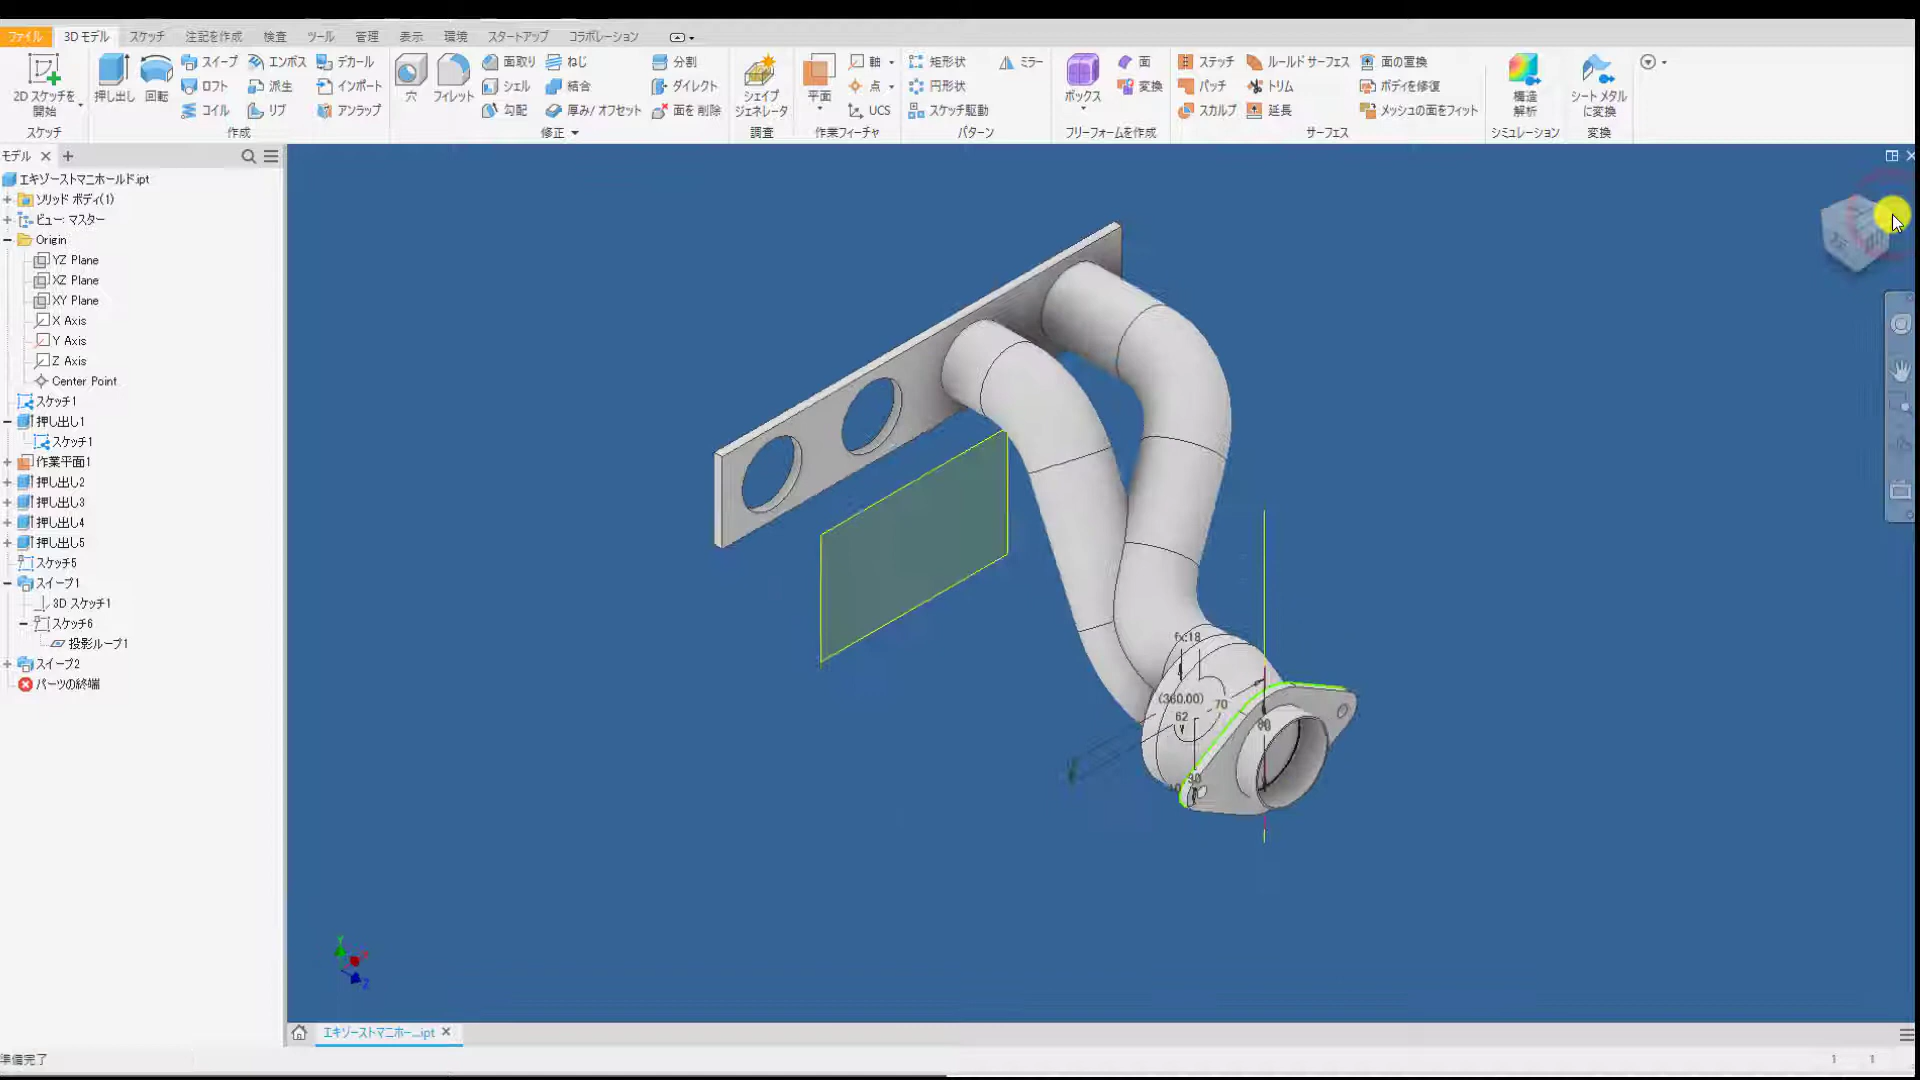 ファイル 3D モデル スケッチ 注記を作成 検査 ツール 管理 表示 環境 スタートアップ コラボレーション
2D スケッチを開始
押し出し
回転
スイープ エンボス デカール
ロフト 派生 インポート
コイル リブ アンラップ
穴
フィレット
面取り ねじ 分割
シェル 結合 ダイレクト
勾配 厚み/ オフセット 面を 削除
シェイプ
ジェネレータ
平面
軸
点
UCS
矩形状 ミラー
円形状
スケッチ駆動
ボックス
面
変換
ステッチ ルールド サーフェス 面の置換
パッチ トリム ボディを修復
スカルプ 延長 メッシュの面をフィット
構造
解析
シート メタル
に変換
スケッチ 作成 修正 調査 作業フィーチャ パターン フリーフォームを作成 サーフェス シミュレーション 変換
モデル
エキゾーストマニホールド.ipt
ソリッド ボディ(1)
ビュー: マスター
Origin
YZ Plane
XZ Plane
XY Plane
X Axis
Y Axis
Z Axis
Center Point
スケッチ1
押し出し1
スケッチ1
作業平面1
押し出し2
押し出し3
押し出し4
押し出し5
スケッチ5
スイープ1
3D スケッチ1
スケッチ6
投影ループ1
スイープ2
パーツの終端
fx:18
(360.00)
70
62
エキゾーストマニホー...ipt
準備完了
1 1